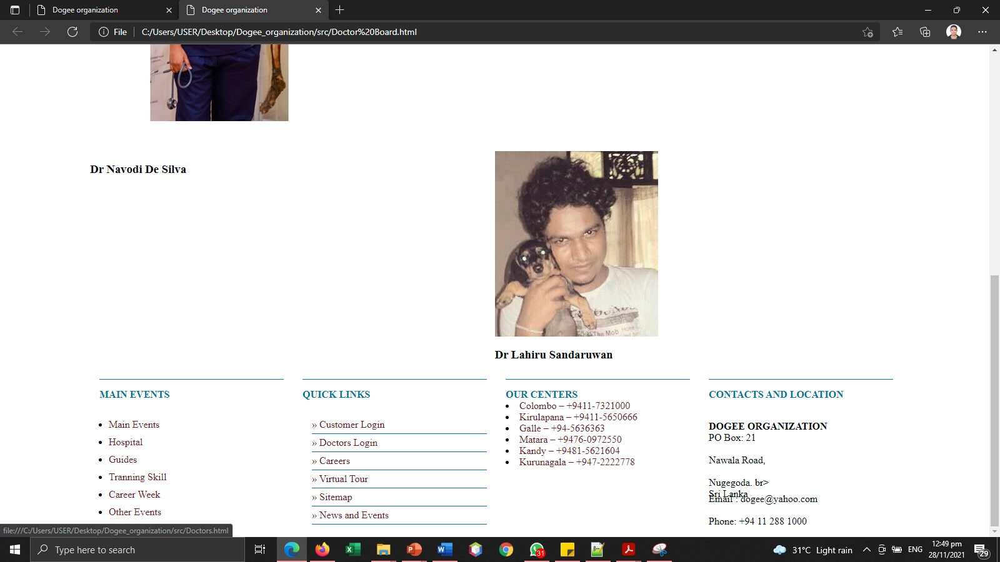 Dogee organization
Dogee organization
File
C:/Users/USER/Desktop/Dogee_organization/src/Doctor%20Board.html
Dr Navodi De Silva
Dr Lahiru Sandaruwan
MAIN EVENTS
Main Events
Hospital
Guides
Tranning Skill
Career Week
Other Events
QUICK LINKS
» Customer Login
» Doctors Login
» Careers
» Virtual Tour
» Sitemap
» News and Events
OUR CENTERS
Colombo – +9411-7321000
Kirulapana – +9411-5650666
Galle – +94-5636363
Matara – +9476-0972550
Kandy – +9481-5621604
Kurunagala – +947-2222778
CONTACTS AND LOCATION
DOGEE ORGANIZATION
PO Box: 21
Nawala Road,
Nugegoda. br>
Sri Lanka
Email : dogee@yahoo.com
Phone: +94 11 288 1000
file:///C:/Users/USER/Desktop/Dogee_organization/src/Doctors.html
Type here to search
31
31°C Light rain
ENG
12:49 pm
28/11/2021
29